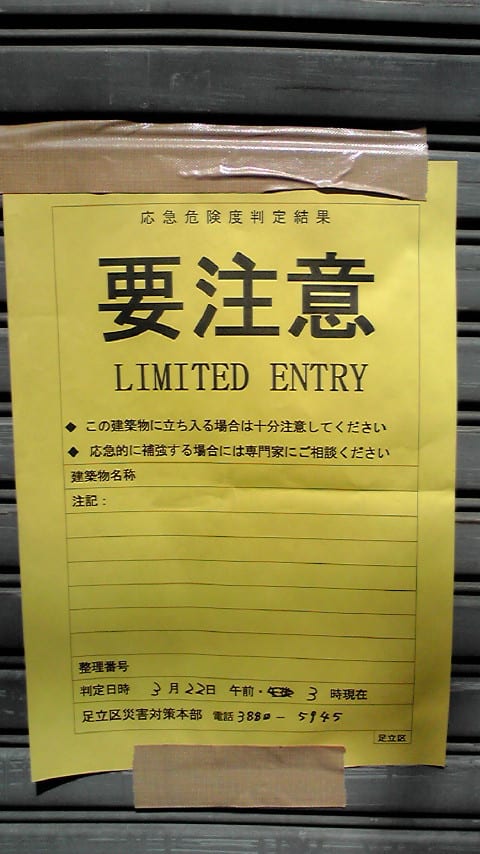 応急危険度判定結果
要注意
LIMITED ENTRY
◆ この建築物に立ち入る場合は十分注意してください
◆ 応急的に補強する場合には専門家にご相談ください
建築物名称
注記：
整理番号
判定日時 3月22日 午前・午後 3 時現在
足立区災害対策本部 電話 3880－5945
足立区